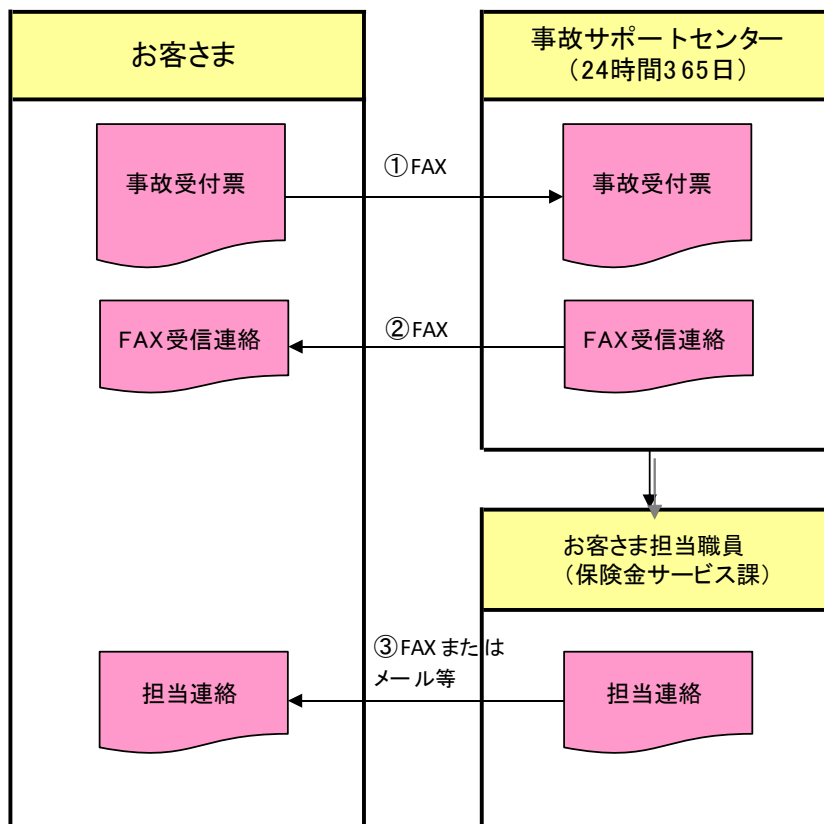 お客さま
事故サポートセンター
（24時間365日）
事故受付票
①FAX
事故受付票
FAX受信連絡
②FAX
FAX受信連絡
お客さま担当職員
（保険金サービス課）
③FAXまたは
メール等
担当連絡
担当連絡